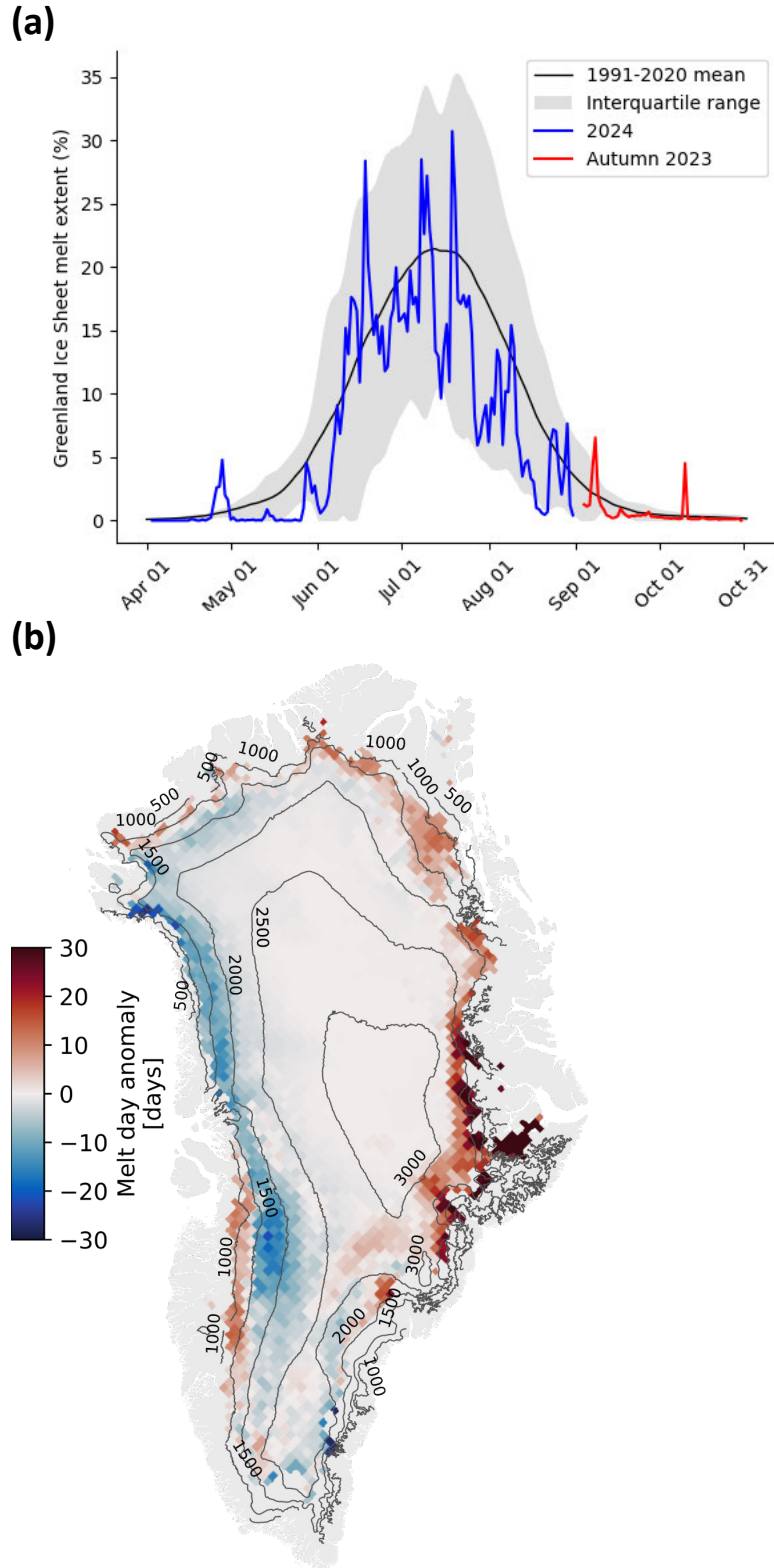 (a)
35
30
25
20
15
10
5
0
Greenland Ice Sheet melt extent (%)
1991-2020 mean
Interquartile range
2024
Autumn 2023
Apr 01
May 01
Jun 01
Jul 01
Aug 01
Sep 01
Oct 01
Oct 31
(b)
1000
500
1000
500
1000
1500
1000
1000
500
2500
2000
500
30
20
10
0
−10
−20
−30
Melt day anomaly
[days]
3000
1500
1000
3000
1000
2000
1500
1000
1500